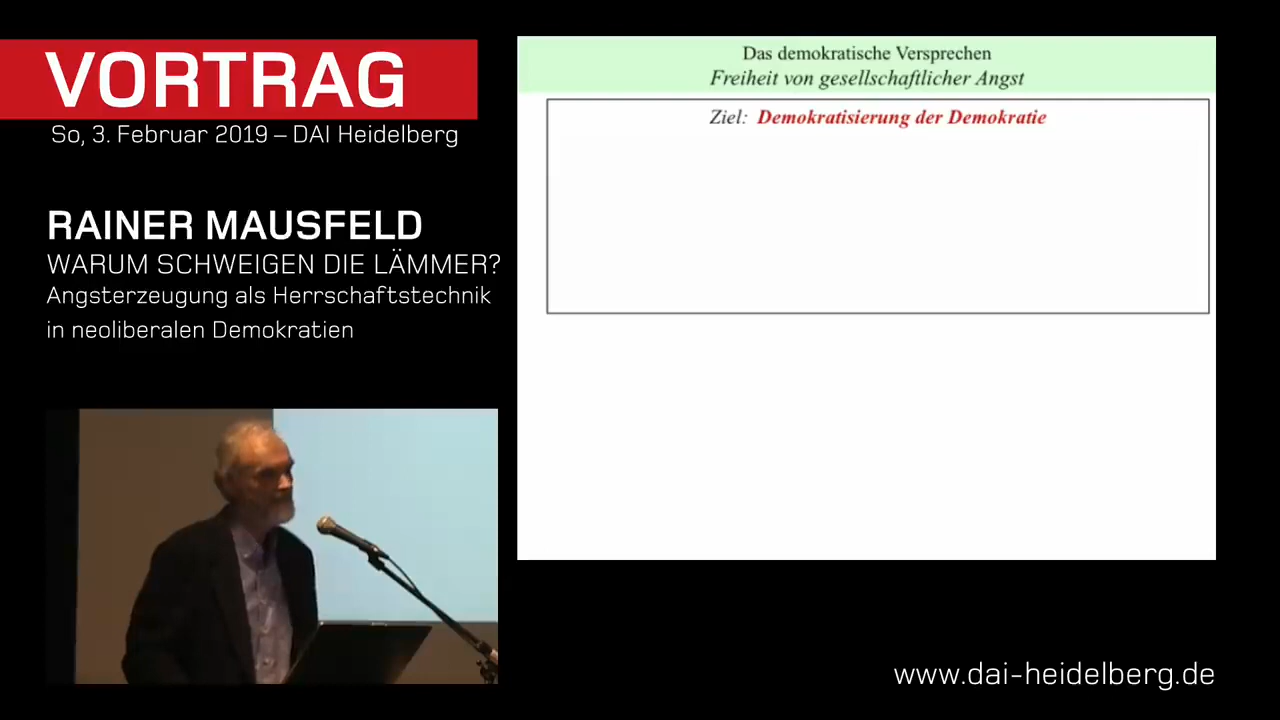 VORTRAG
So, 3. Februar 2019 – DAI Heidelberg
RAINER MAUSFELD
WARUM SCHWEIGEN DIE LÄMMER?
Angsterzeugung als Herrschaftstechnik
in neoliberalen Demokratien
Das demokratische Versprechen
Freiheit von gesellschaftlicher Angst
Ziel: Demokratisierung der Demokratie
www.dai-heidelberg.de